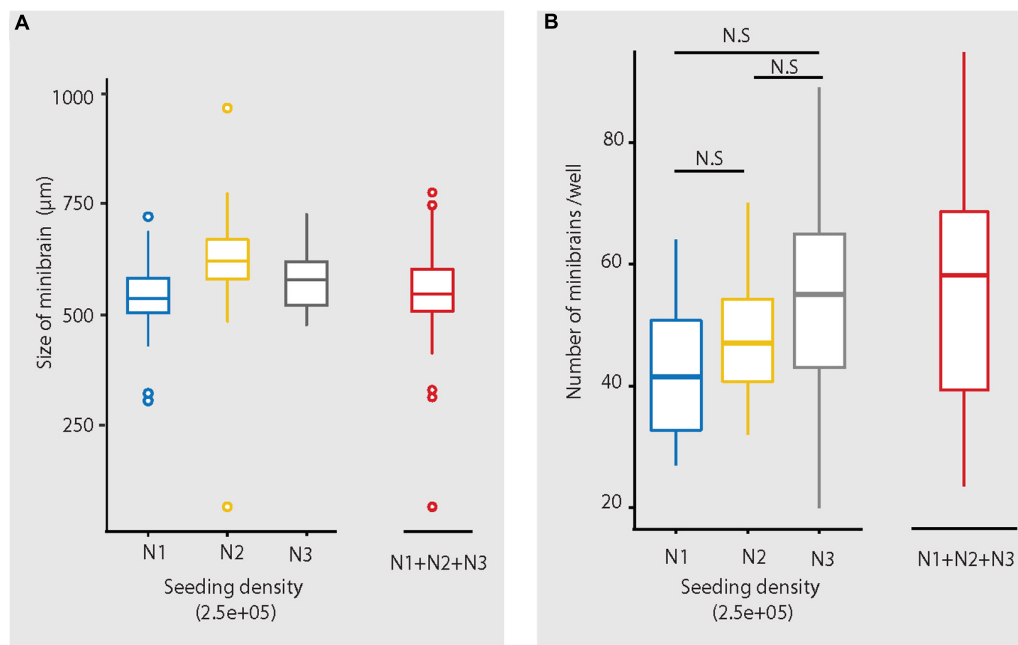 A
Size of minibrain (µm)
1000
750
500
250
N1
N2
N3
N1+N2+N3
Seeding density
(2.5e+05)
B
Number of minibrains /well
N.S
N.S
N.S
80
60
40
20
N1
N2
N3
N1+N2+N3
Seeding density
(2.5e+05)